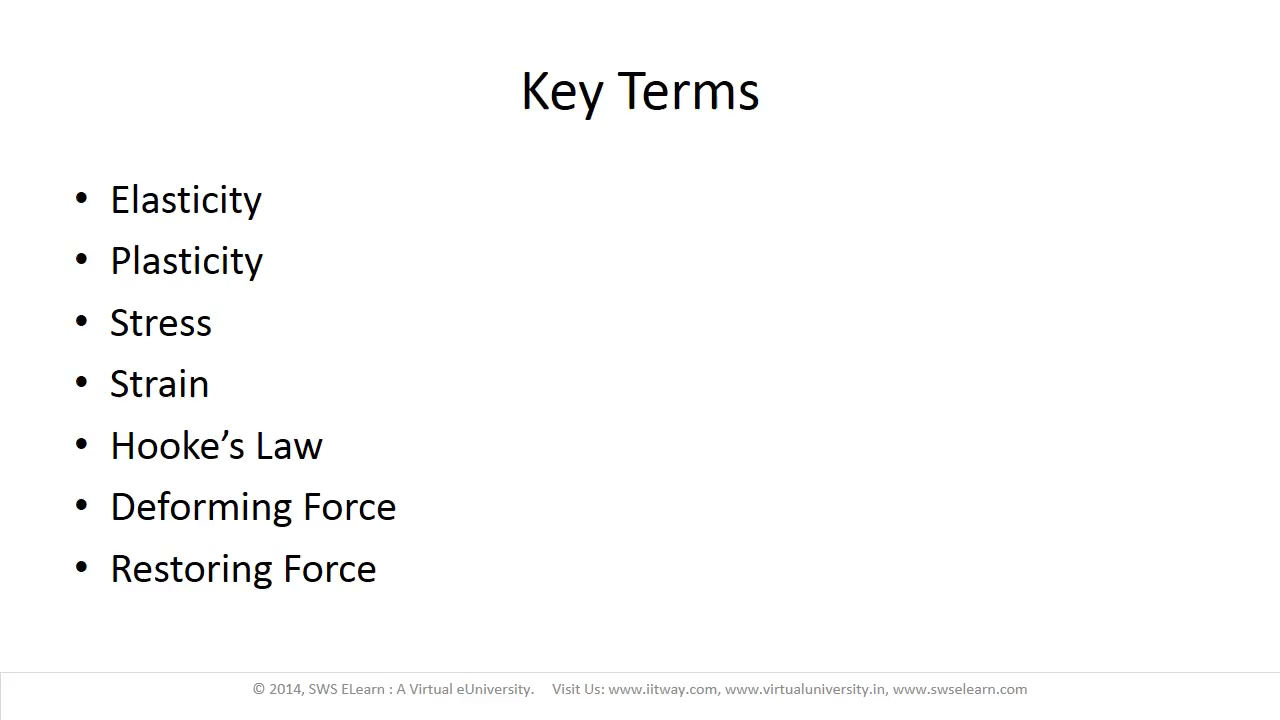 Key Terms
• Elasticity
• Plasticity
• Stress
• Strain
• Hooke’s Law
• Deforming Force
• Restoring Force
© 2014, SWS ELearn : A Virtual eUniversity. Visit Us: www.iitway.com, www.virtualuniversity.in, www.swselearn.com